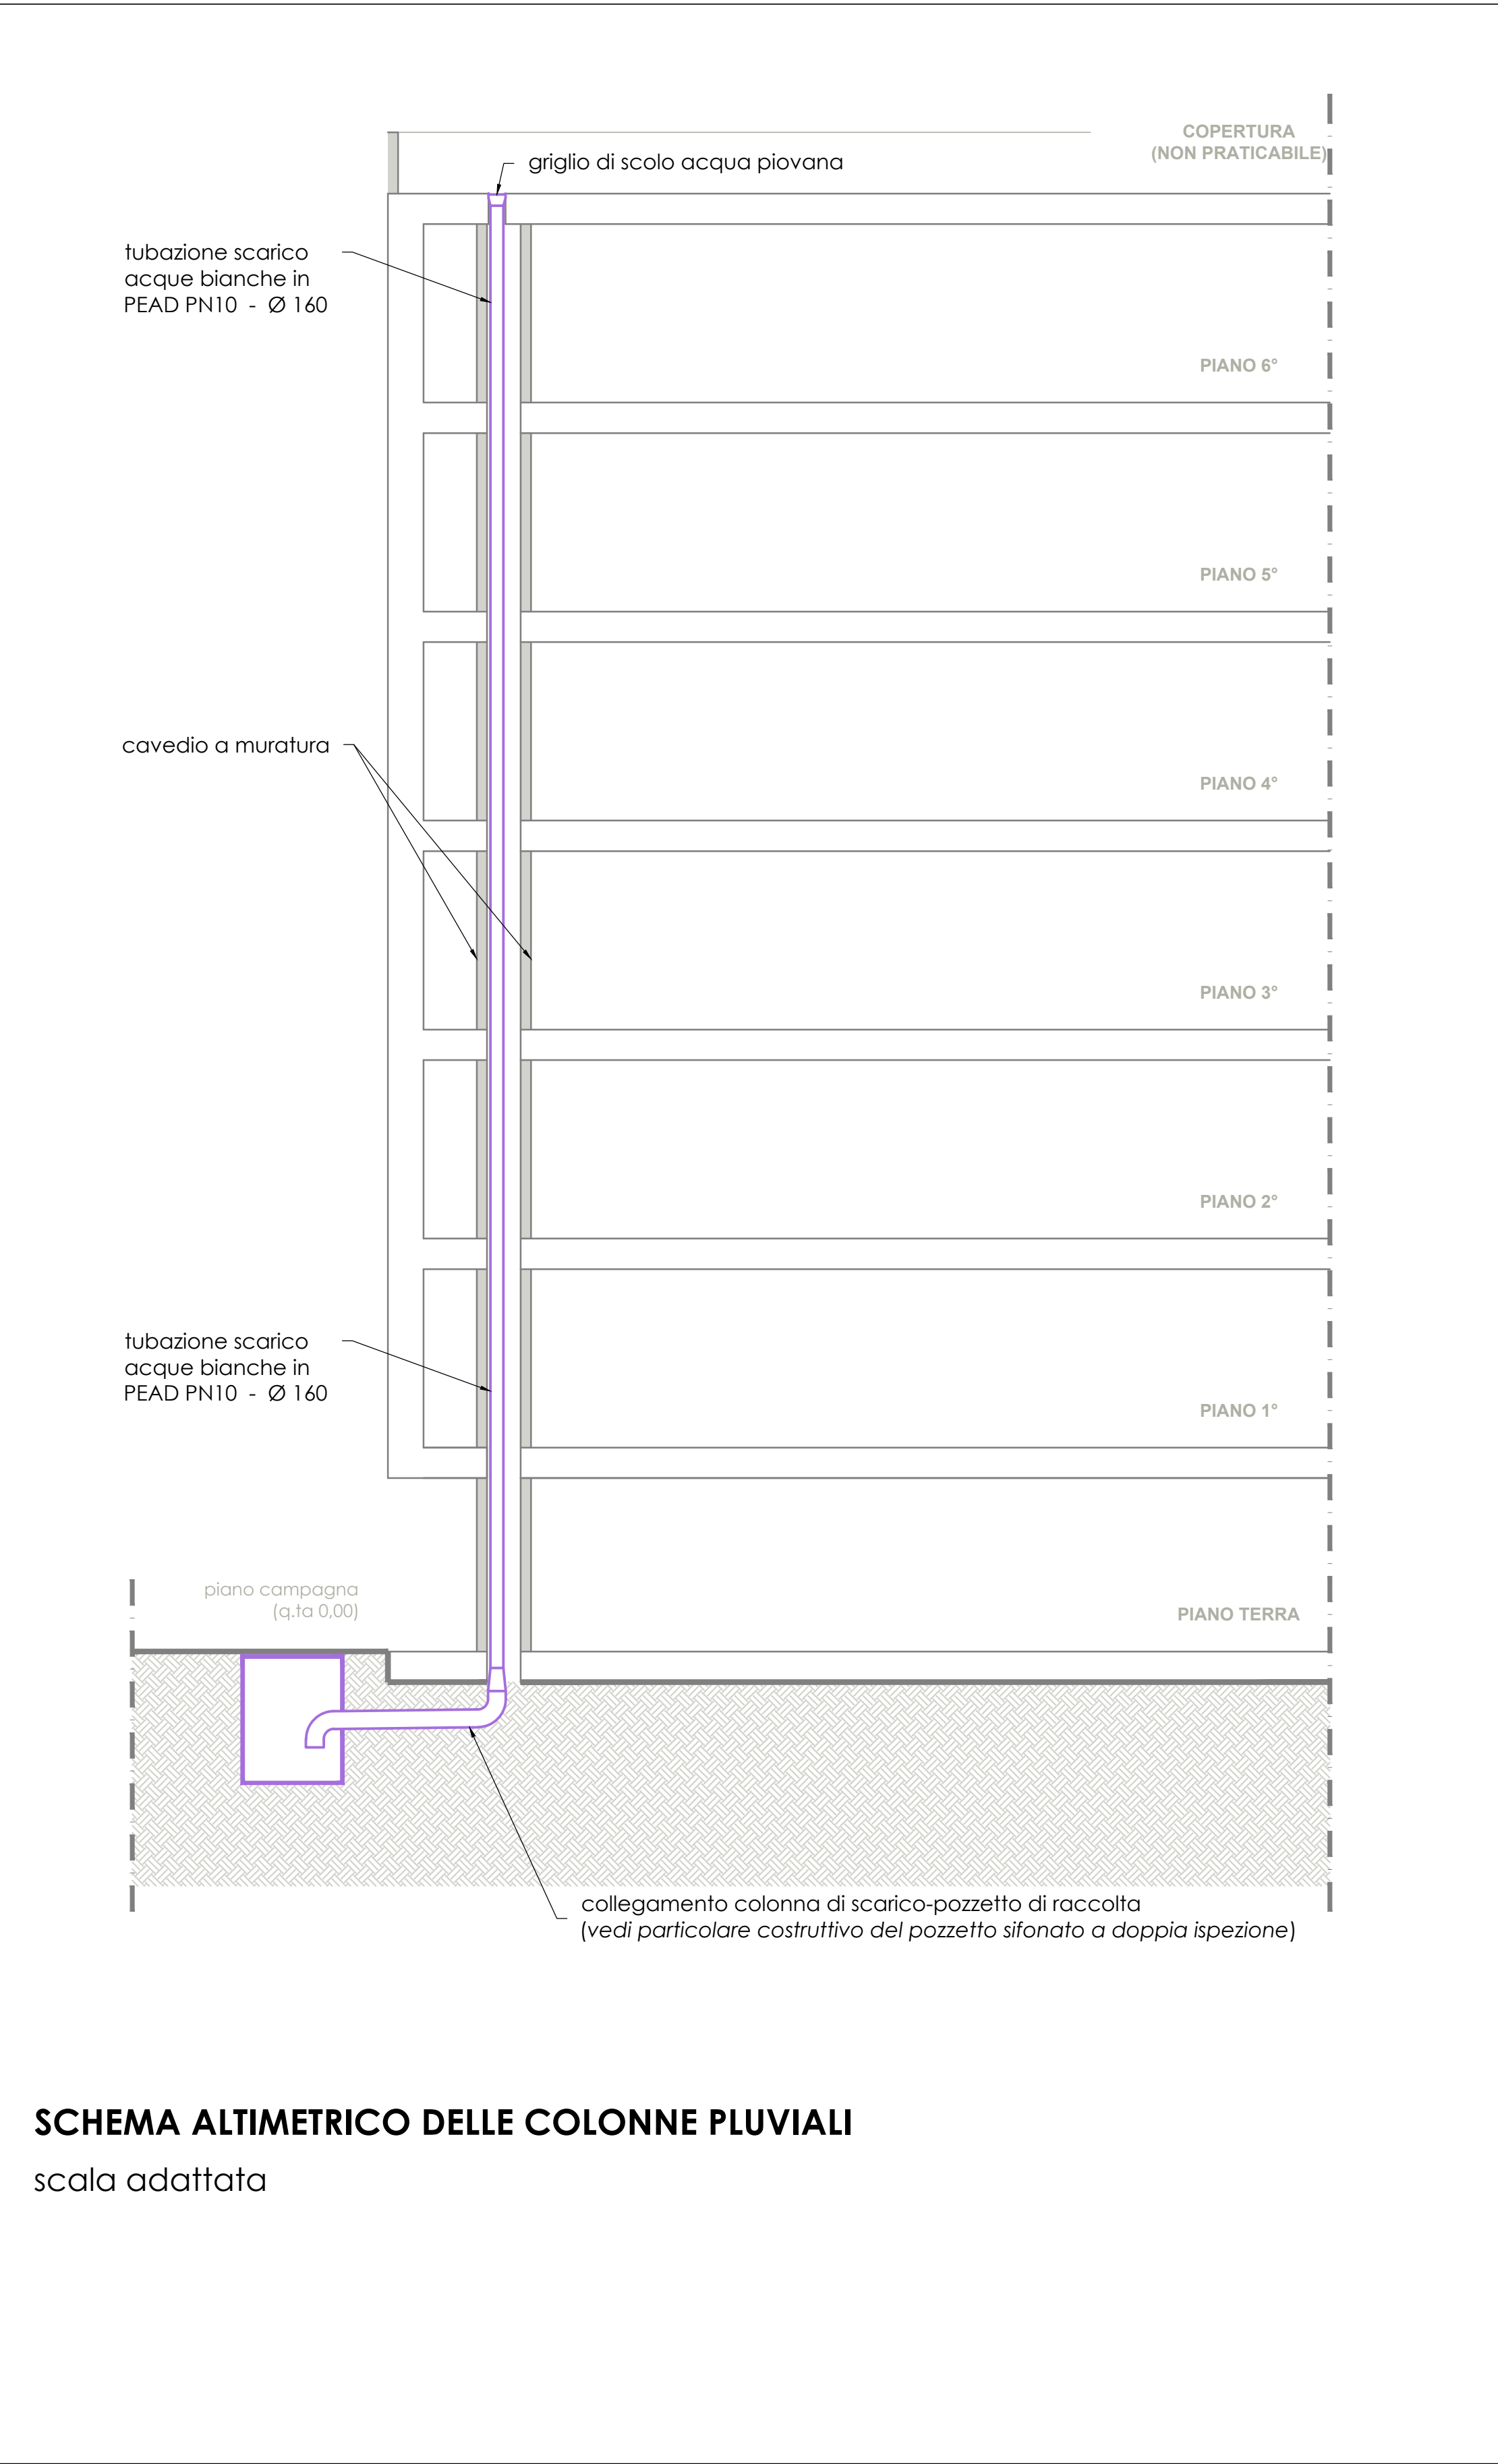 COPERTURA
(NON PRATICABILE)
griglio di scolo acqua piovana
tubazione scarico
acque bianche in
PEAD PN10 - Ø 160
PIANO 6°
PIANO 5°
cavedio a muratura
PIANO 4°
PIANO 3°
PIANO 2°
tubazione scarico
acque bianche in
PEAD PN10 - Ø 160
PIANO 1°
piano campagna
(q.ta 0,00)
PIANO TERRA
collegamento colonna di scarico-pozzetto di raccolta
(vedi particolare costruttivo del pozzetto sifonato a doppia ispezione)
SCHEMA ALTIMETRICO DELLE COLONNE PLUVIALI
scala adattata